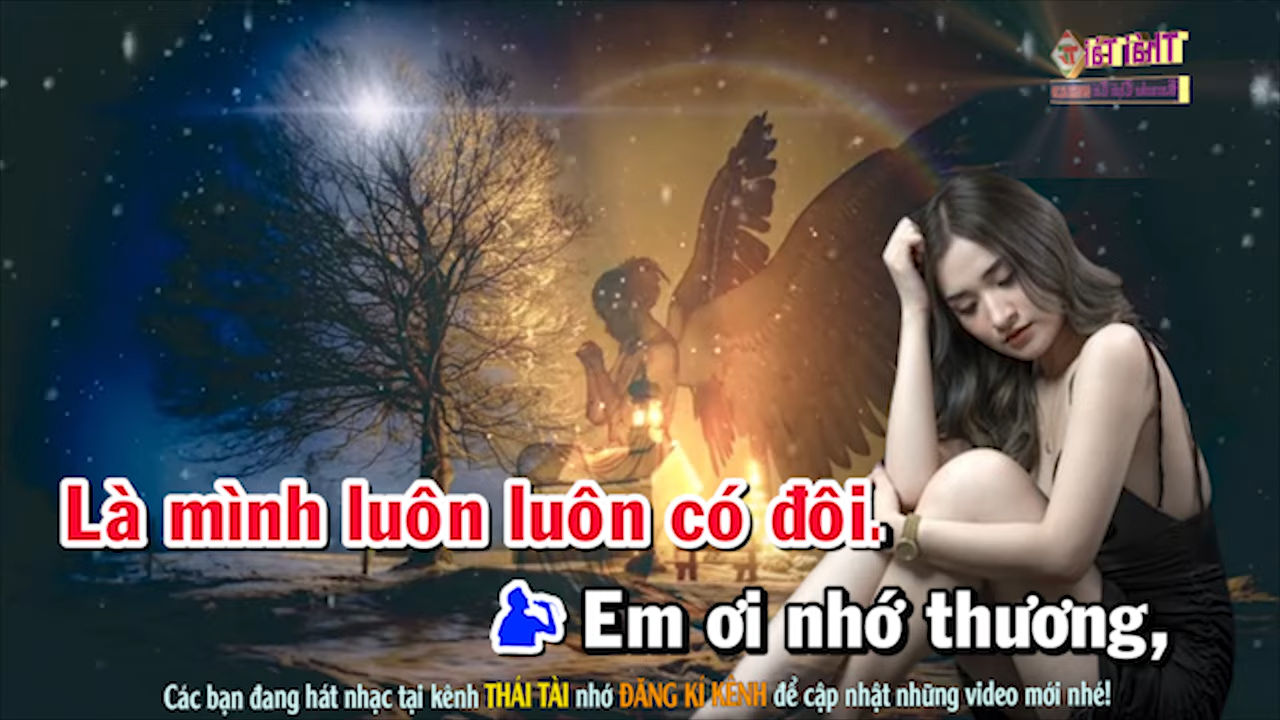 Là mình luôn luôn có đôi.
Em ơi nhớ thương,
Các bạn đang hát nhạc tại kênh THÁI TÀI nhớ ĐĂNG KÍ KÊNH để cập nhật những video mới nhé!